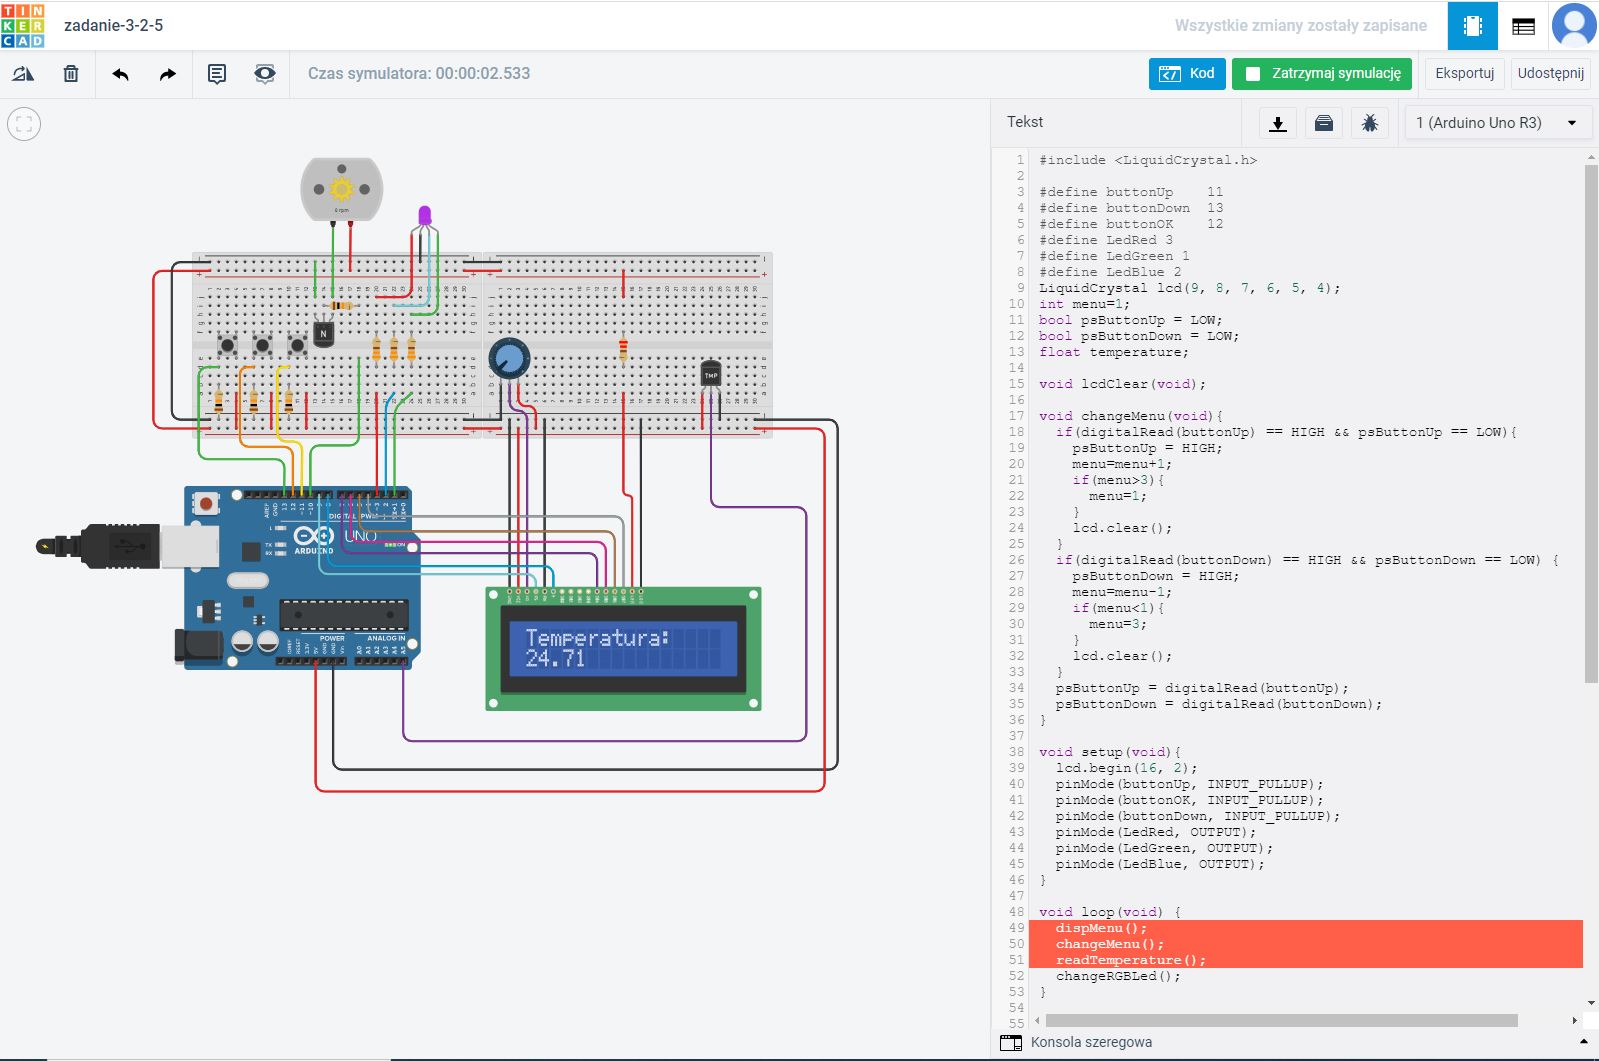 TIN
KER
CAD
zadanie-3-2-5
Wszystkie zmiany zostały zapisane
Czas symulatora: 00:00:02.533
Kod
Zatrzymaj symulację
Eksportuj
Udostępnij
Tekst
1 (Arduino Uno R3)
1 #include <LiquidCrystal.h>
2
3 #define buttonUp    11
4 #define buttonDown  13
5 #define buttonOK    12
6 #define LedRed 3
7 #define LedGreen 1
8 #define LedBlue 2
9 LiquidCrystal lcd(9, 8, 7, 6, 5, 4);
10 int menu=1;
11 bool psButtonUp = LOW;
12 bool psButtonDown = LOW;
13 float temperature;
14
15 void lcdClear(void);
16
17 void changeMenu(void){
18   if(digitalRead(buttonUp) == HIGH && psButtonUp == LOW){
19     psButtonUp = HIGH;
20     menu=menu+1;
21     if(menu>3){
22       menu=1;
23     }
24     lcd.clear();
25   }
26   if(digitalRead(buttonDown) == HIGH && psButtonDown == LOW) {
27     psButtonDown = HIGH;
28     menu=menu-1;
29     if(menu<1){
30       menu=3;
31     }
32     lcd.clear();
33   }
34   psButtonUp = digitalRead(buttonUp);
35   psButtonDown = digitalRead(buttonDown);
36 }
37
38 void setup(void){
39   lcd.begin(16, 2);
40   pinMode(buttonUp, INPUT_PULLUP);
41   pinMode(buttonOK, INPUT_PULLUP);
42   pinMode(buttonDown, INPUT_PULLUP);
43   pinMode(LedRed, OUTPUT);
44   pinMode(LedGreen, OUTPUT);
45   pinMode(LedBlue, OUTPUT);
46 }
47
48 void loop(void) {
49   dispMenu();
50   changeMenu();
51   readTemperature();
52   changeRGBLed();
53 }
54
55
Konsola szeregowa
0 rpm
N
TMP
DIGITAL
UNO
ARDUINO
POWER
ANALOG IN
Temperatura:
24.71